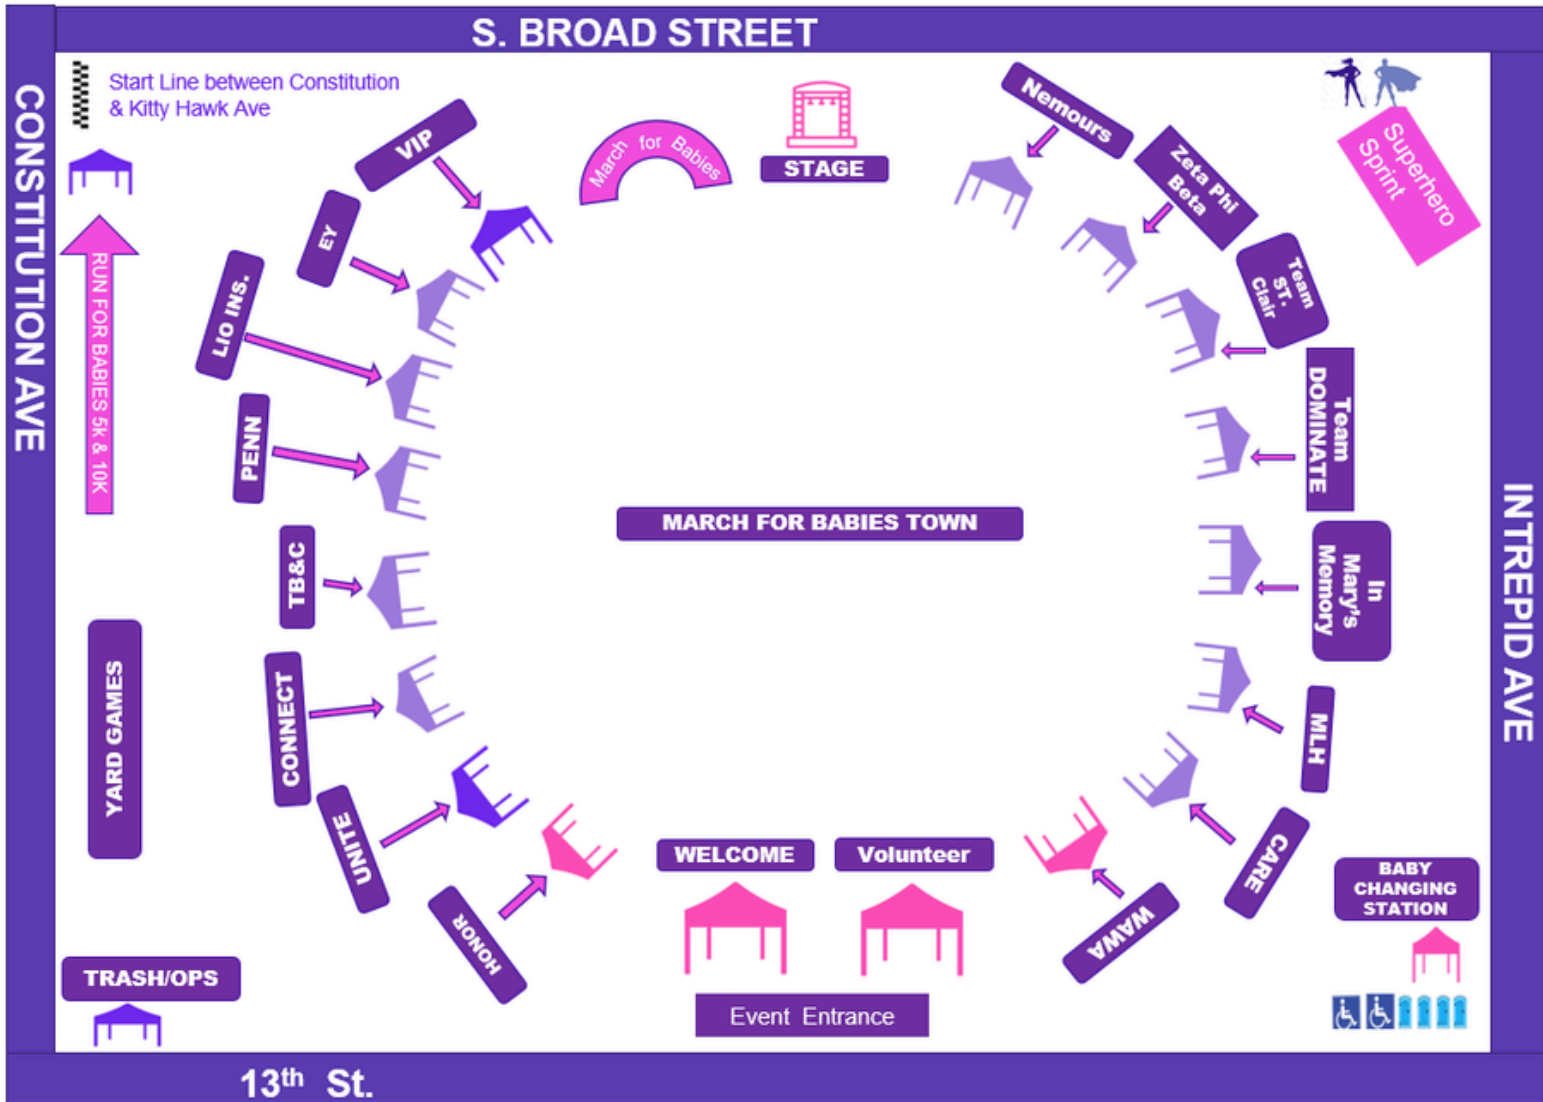 S. BROAD STREET
CONSTITUTION AVE
Start Line between Constitution
& Kitty Hawk Ave
VIP
March for Babies
STAGE
Nemours
Zeta Phi
Beta
Superhero
Sprint
EY
Team
ST.
Clair
LIO INS.
RUN FOR BABIES 5k & 10K
Team
DOMINATE
PENN
MARCH FOR BABIES TOWN
INTREPID AVE
TB&C
In
Mary's
Memory
YARD GAMES
CONNECT
MLH
UNITE
WELCOME
Volunteer
CARE
BABY
CHANGING
STATION
HONOR
WAWA
TRASH/OPS
Event Entrance
13th St.